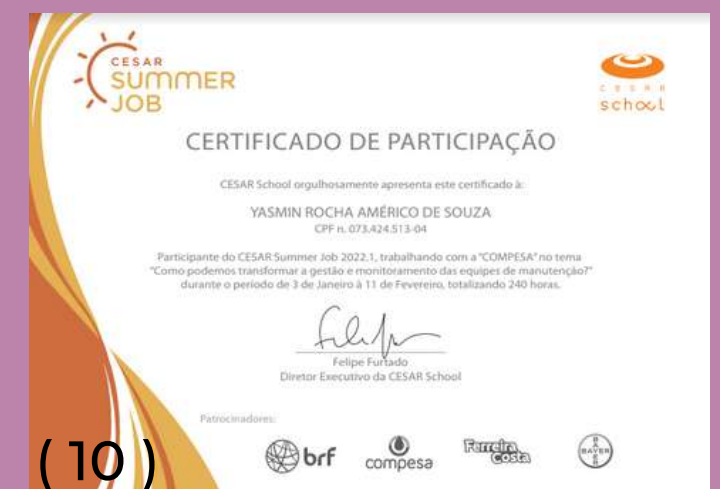 CESAR
SUMMER
JOB
CESAR
school
CERTIFICADO DE PARTICIPAÇÃO
CESAR School orgulhosamente apresenta este certificado à:
YASMIN ROCHA AMÉRICO DE SOUZA
CPF n. 073.424.513-04
Participante do CESAR Summer Job 2022.1, trabalhando com a "COMPESA" no tema
"Como podemos transformar a gestão e monitoramento das equipes de manutenção?"
durante o período de 3 de Janeiro à 11 de Fevereiro, totalizando 240 horas.
Felipe Furtado
Diretor Executivo da CESAR School
Patrocinadores:
brf
compesa
Ferreira
Costa
BAYER
( 10 )